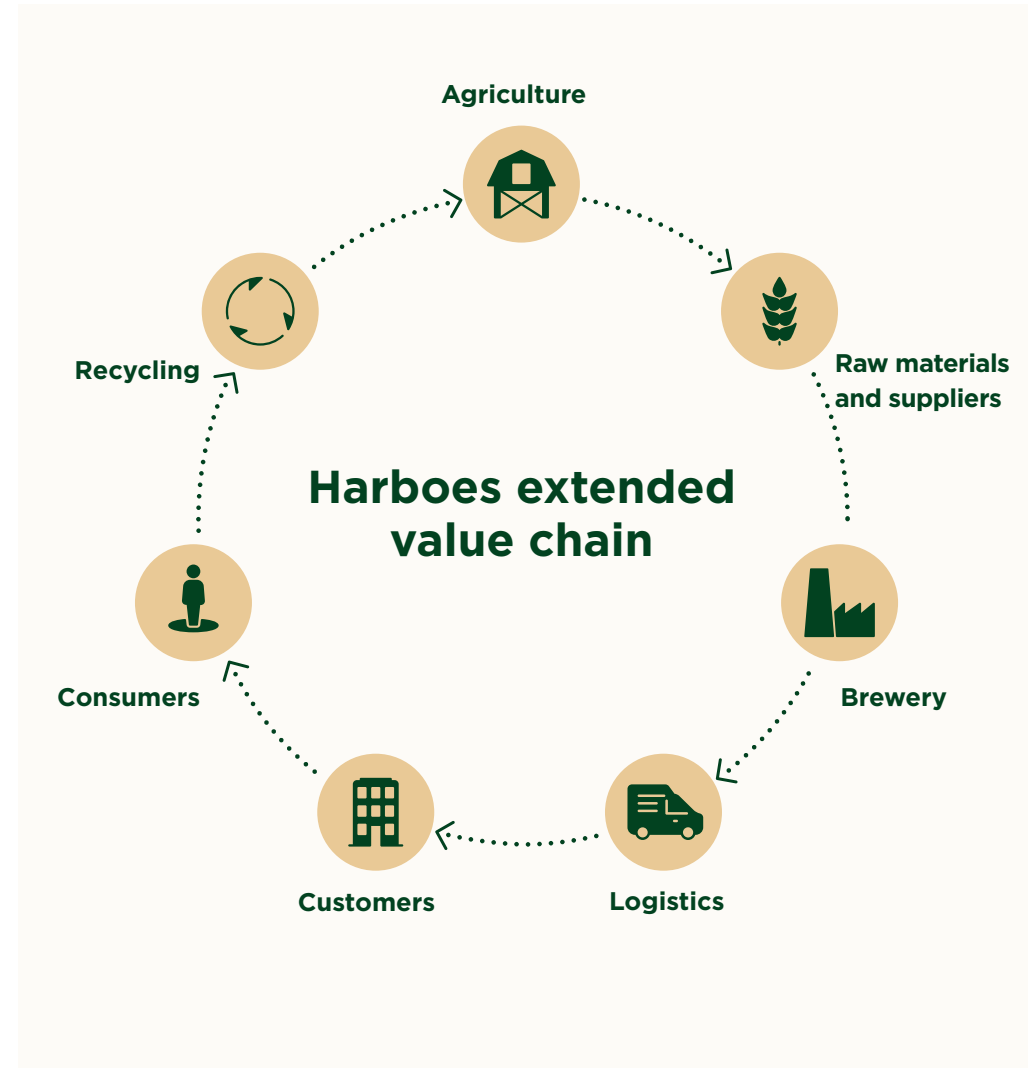 Agriculture
Recycling
Raw materials
and suppliers
Harboes extended
value chain
Consumers
Brewery
Customers
Logistics